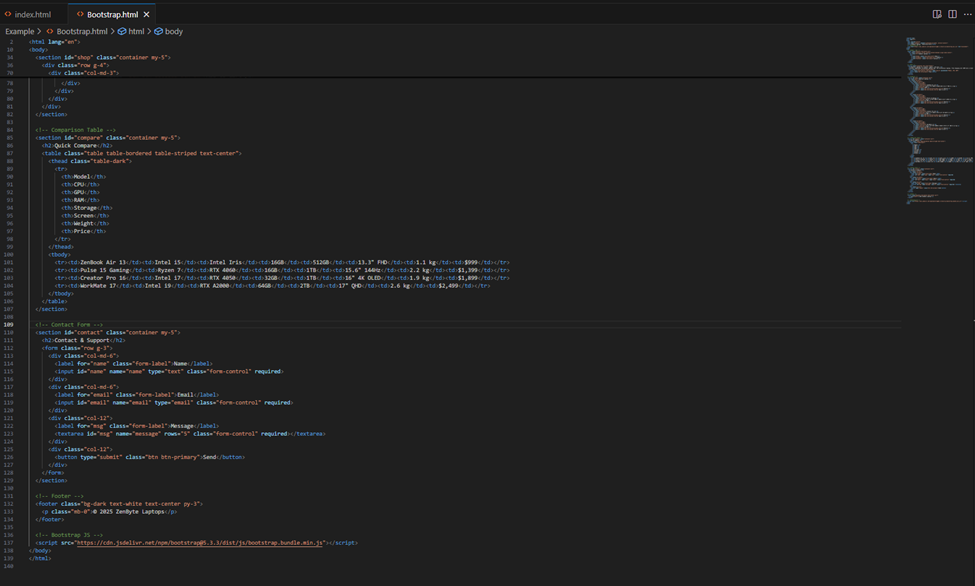 index.html
Bootstrap.html
Example > Bootstrap.html > html > body
2 <html lang="en">
10 <body>
34 <section id="shop" class="container my-5">
36 <div class="row g-4">
70 <div class="col-md-3">
78 </div>
79 </div>
80 </div>
81 </div>
82 </section>
83
84 <!-- Comparison Table -->
85 <section id="compare" class="container my-5">
86 <h2>Quick Compare</h2>
87 <table class="table table-bordered table-striped text-center">
88 <thead class="table-dark">
89 <tr>
90 <th>Model</th>
91 <th>CPU</th>
92 <th>GPU</th>
93 <th>RAM</th>
94 <th>Storage</th>
95 <th>Screen</th>
96 <th>Weight</th>
97 <th>Price</th>
98 </tr>
99 </thead>
100 <tbody>
101 <tr><td>ZenBook Air 13</td><td>Intel i5</td><td>Intel Iris</td><td>16GB</td><td>512GB</td><td>13.3" FHD</td><td>1.1 kg</td><td>$999</td></tr>
102 <tr><td>Pulse 15 Gaming</td><td>Ryzen 7</td><td>RTX 4060</td><td>16GB</td><td>1TB</td><td>15.6" 144Hz</td><td>2.2 kg</td><td>$1,399</td></tr>
103 <tr><td>Creator Pro 16</td><td>Intel i7</td><td>RTX 4050</td><td>32GB</td><td>1TB</td><td>16" 4K OLED</td><td>1.9 kg</td><td>$1,899</td></tr>
104 <tr><td>WorkMate 17</td><td>Intel i9</td><td>RTX A2000</td><td>64GB</td><td>2TB</td><td>17" QHD</td><td>2.6 kg</td><td>$2,499</td></tr>
105 </tbody>
106 </table>
107 </section>
108
109 <!-- Contact Form -->
110 <section id="contact" class="container my-5">
111 <h2>Contact & Support</h2>
112 <form class="row g-3">
113 <div class="col-md-6">
114 <label for="name" class="form-label">Name</label>
115 <input id="name" name="name" type="text" class="form-control" required>
116 </div>
117 <div class="col-md-6">
118 <label for="email" class="form-label">Email</label>
119 <input id="email" name="email" type="email" class="form-control" required>
120 </div>
121 <div class="col-12">
122 <label for="msg" class="form-label">Message</label>
123 <textarea id="msg" name="message" rows="5" class="form-control" required></textarea>
124 </div>
125 <div class="col-12">
126 <button type="submit" class="btn btn-primary">Send</button>
127 </div>
128 </form>
129 </section>
130
131 <!-- Footer -->
132 <footer class="bg-dark text-white text-center py-3">
133 <p class="mb-0">© 2025 ZenByte Laptops</p>
134 </footer>
135
136 <!-- Bootstrap JS -->
137 <script src="https://cdn.jsdelivr.net/npm/bootstrap@5.3.3/dist/js/bootstrap.bundle.min.js"></script>
138 </body>
139 </html>
140